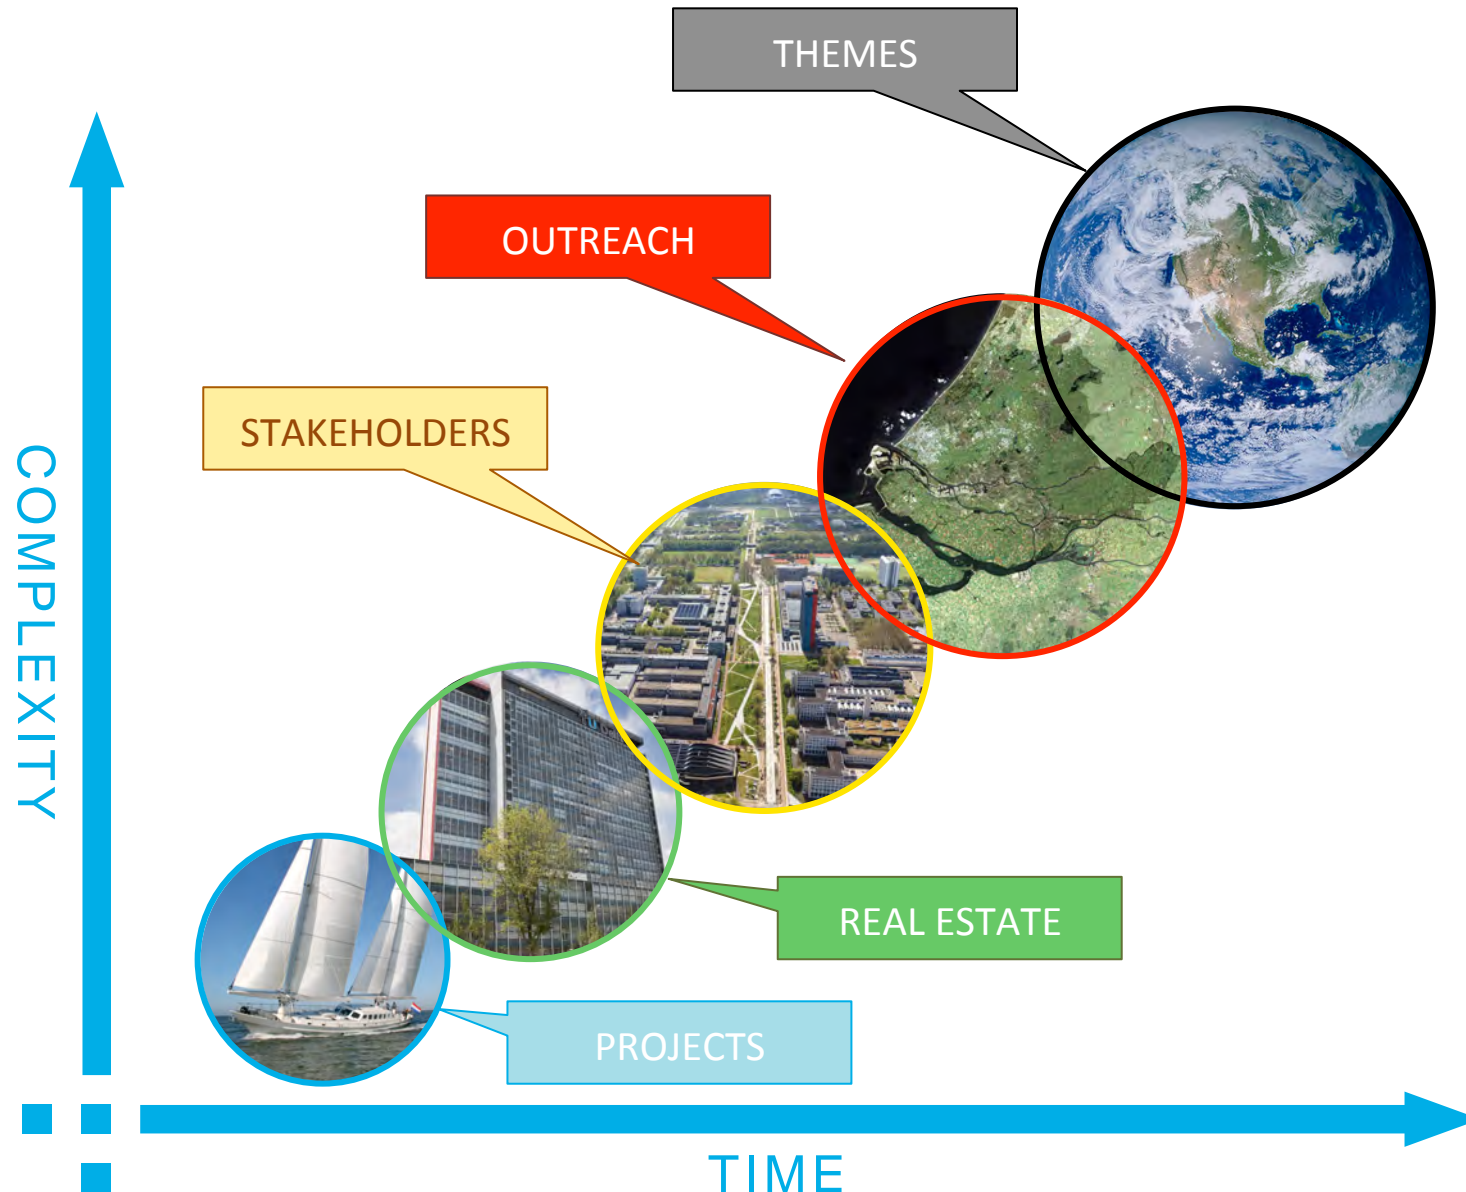 THEMES
OUTREACH
STAKEHOLDERS
REAL ESTATE
PROJECTS
COMPLEXITY
TIME